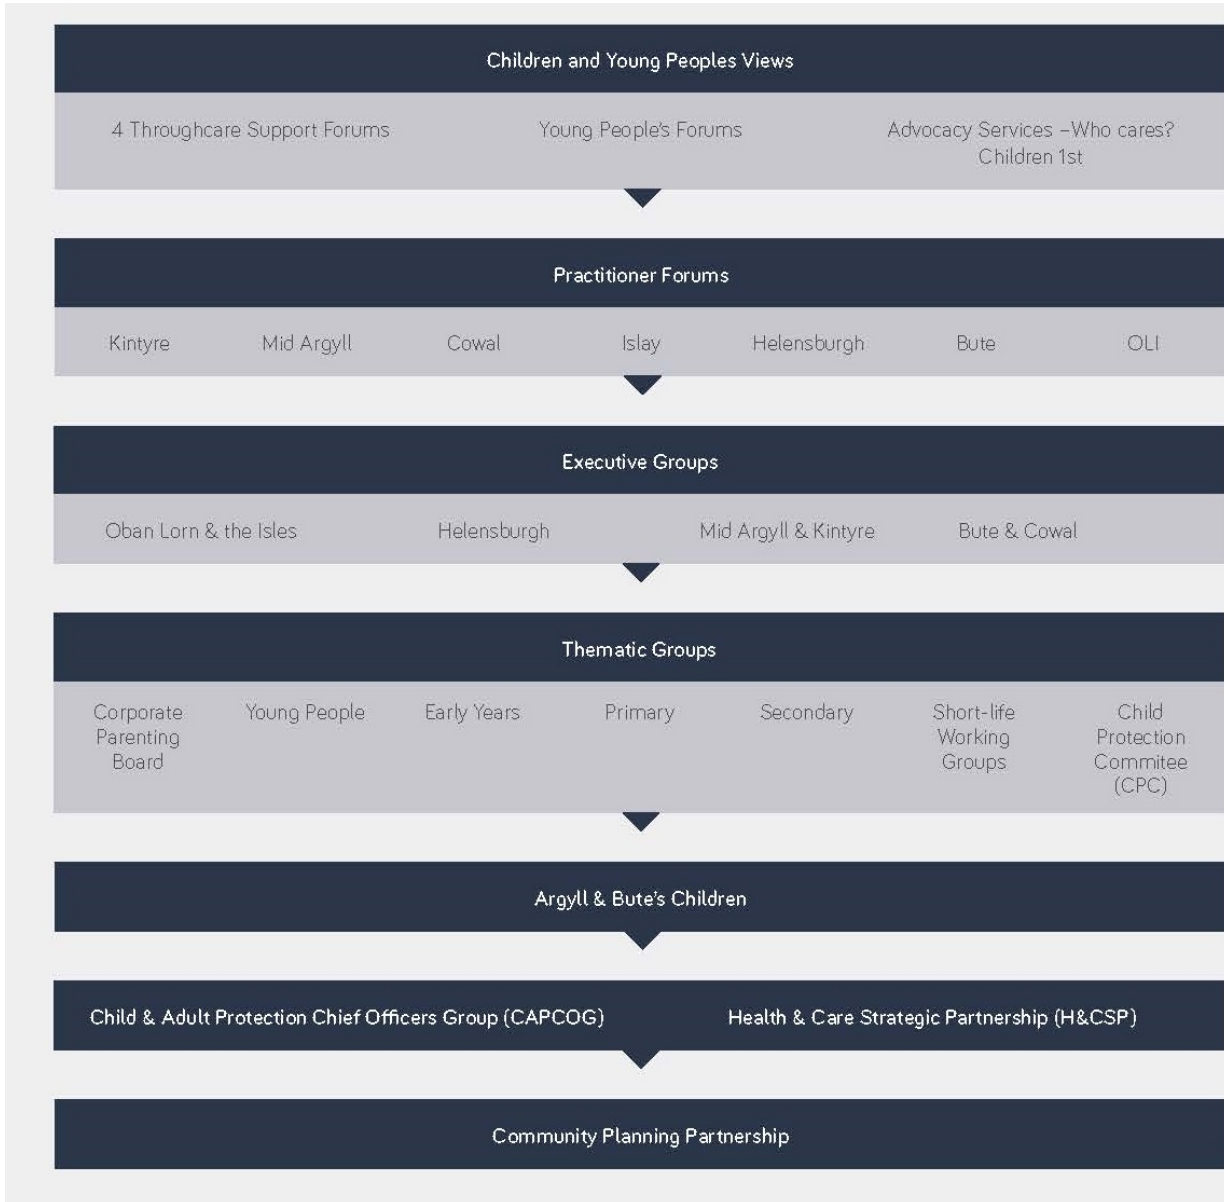 Children and Young Peoples Views
4 Throughcare Support Forums Young People's Forums Advocacy Services –Who cares?
Children 1st
Practitioner Forums
Kintyre Mid Argyll Cowal Islay Helensburgh Bute OLI
Executive Groups
Oban Lorn & the Isles Helensburgh Mid Argyll & Kintyre Bute & Cowal
Thematic Groups
Corporate
Parenting
Board
Young People
Early Years
Primary
Secondary
Short-life
Working
Groups
Child
Protection
Commitee
(CPC)
Argyll & Bute's Children
Child & Adult Protection Chief Officers Group (CAPCOG) Health & Care Strategic Partnership (H&CSP)
Community Planning Partnership